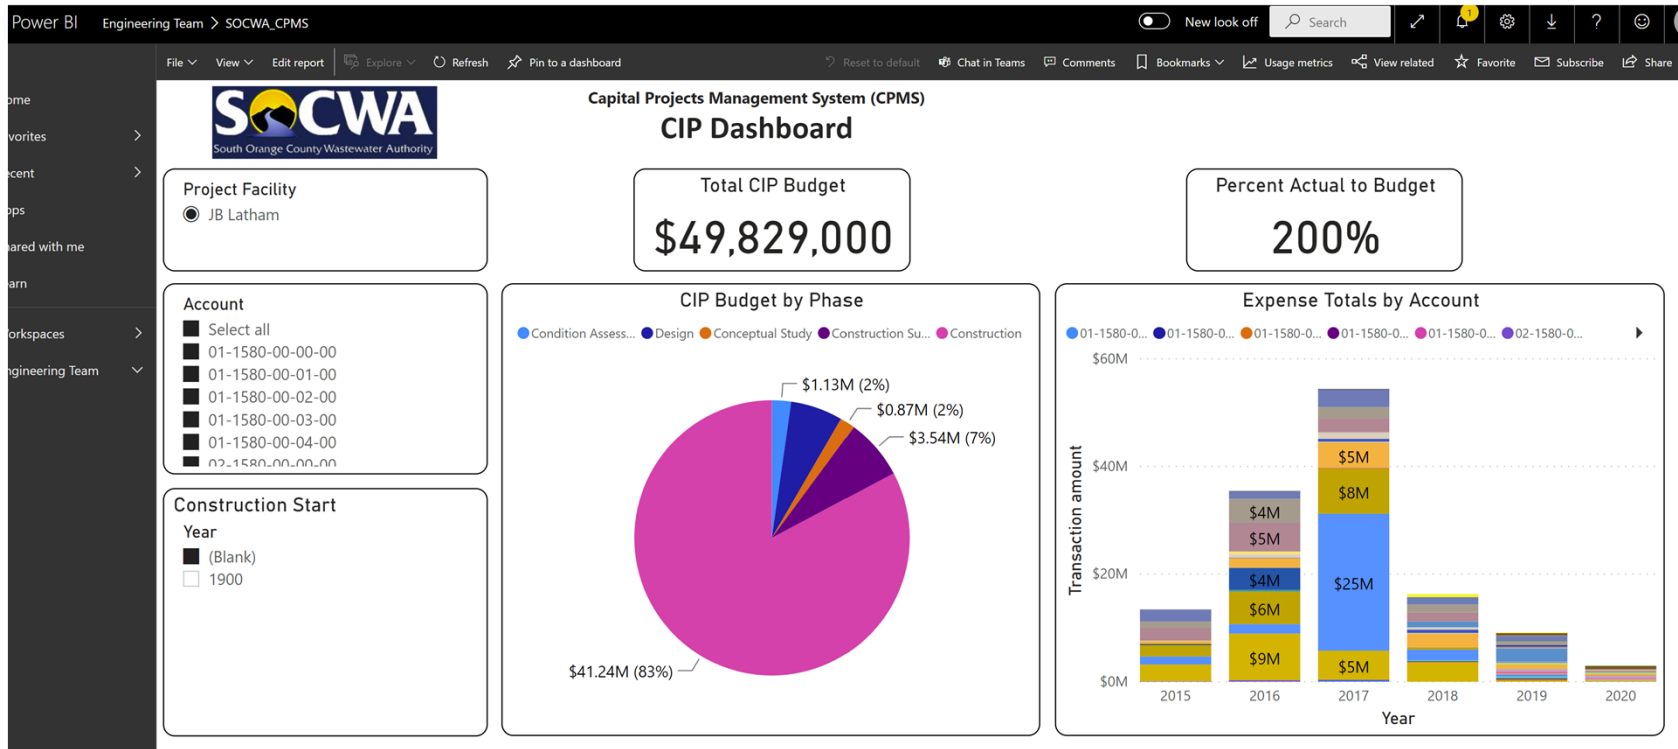 Power BI Engineering Team > SOCWA_CPMS New look off Search 1
File View Edit report Explore Refresh Pin to a dashboard Reset to default Chat in Teams Comments Bookmarks Usage metrics View related Favorite Subscribe Share
ome
vorites
ecent
ops
ared with me
arn
orkspaces
ngineering Team
SOCWA
South Orange County Wastewater Authority
Capital Projects Management System (CPMS)
CIP Dashboard
Project Facility
JB Latham
Total CIP Budget
$49,829,000
Percent Actual to Budget
200%
Account
Select all
01-1580-00-00-00
01-1580-00-01-00
01-1580-00-02-00
01-1580-00-03-00
01-1580-00-04-00
02-1580-00-00-00
Construction Start
Year
(Blank)
1900
CIP Budget by Phase
Condition Assess... Design Conceptual Study Construction Su... Construction
$1.13M (2%)
$0.87M (2%)
$3.54M (7%)
$41.24M (83%)
Expense Totals by Account
01-1580-0... 01-1580-0... 01-1580-0... 01-1580-0... 01-1580-0... 02-1580-0...
Transaction amount
$60M
$40M
$20M
$0M
$4M
$5M
$4M
$6M
$9M
$5M
$8M
$25M
$5M
2015 2016 2017 2018 2019 2020
Year